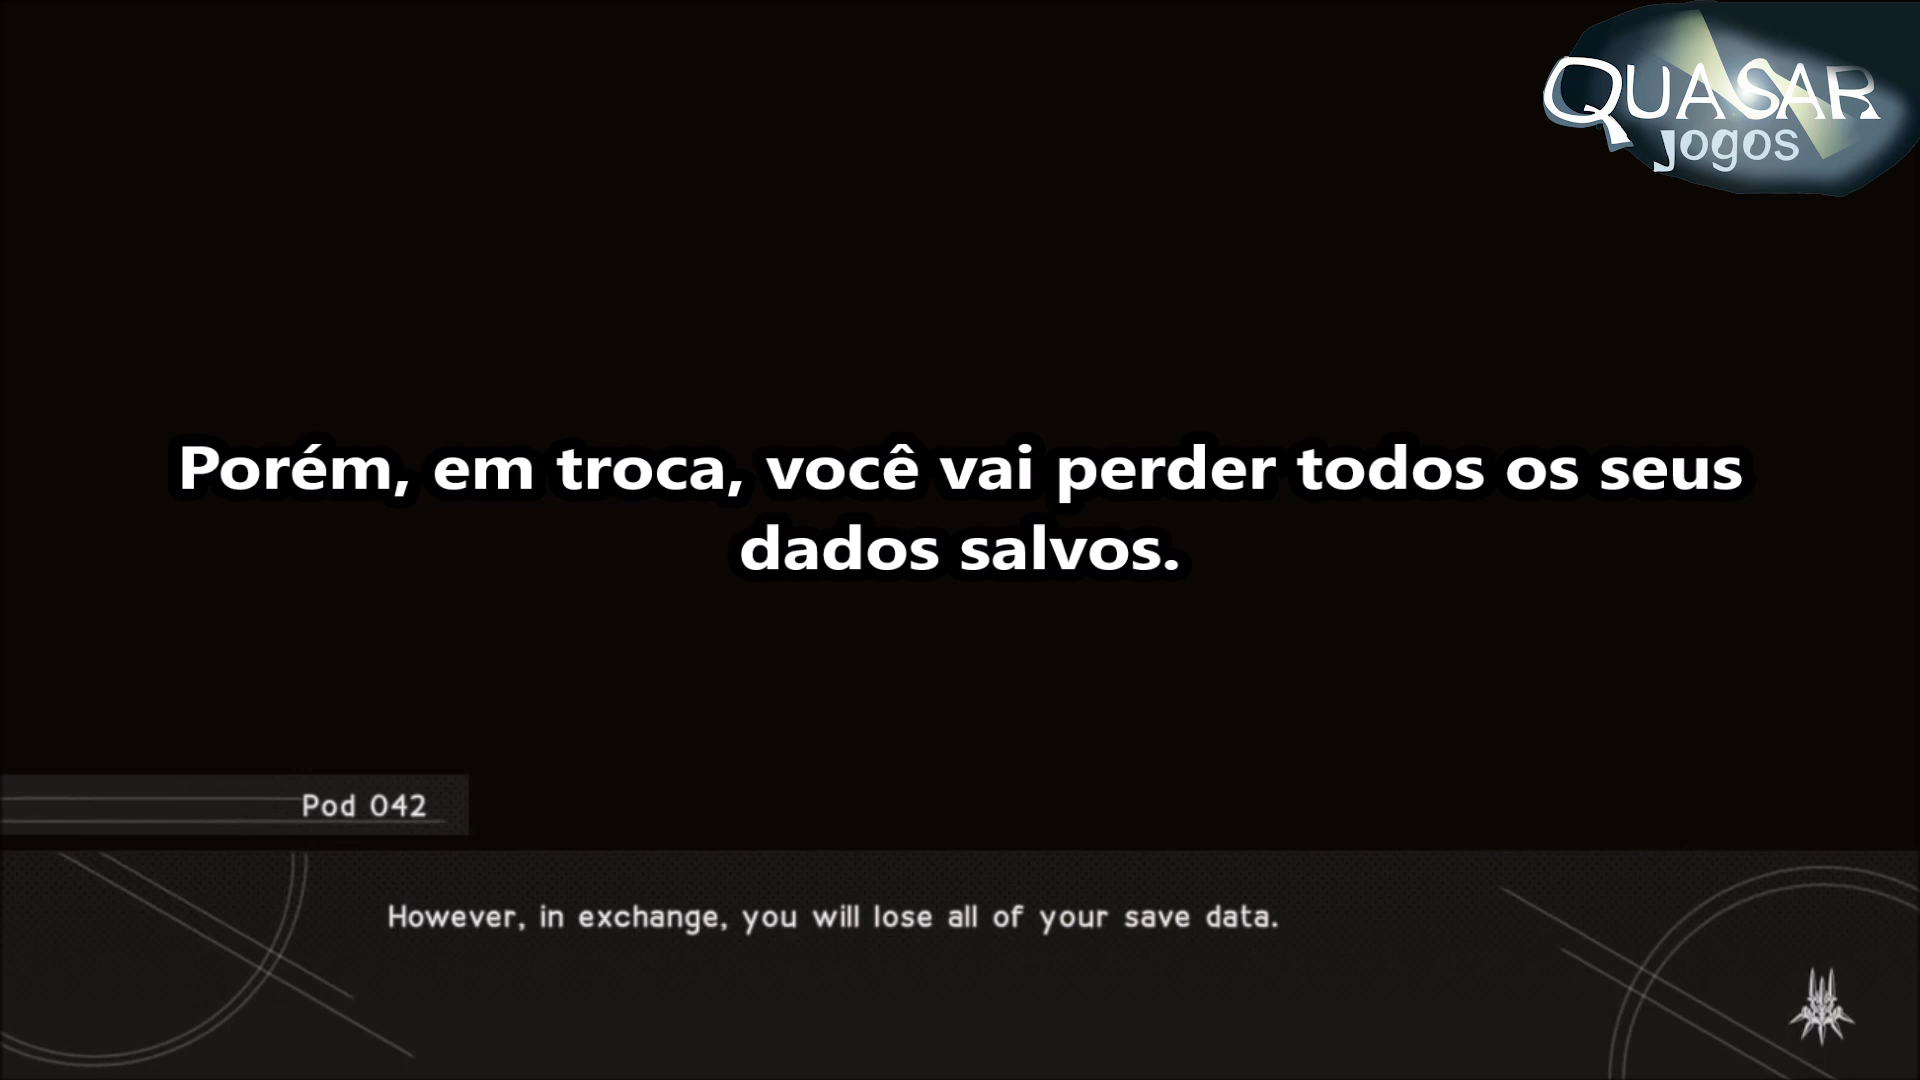 QUASAR
jogos
Porém, em troca, você vai perder todos os seus
dados salvos.
Pod 042
However, in exchange, you will lose all of your save data.